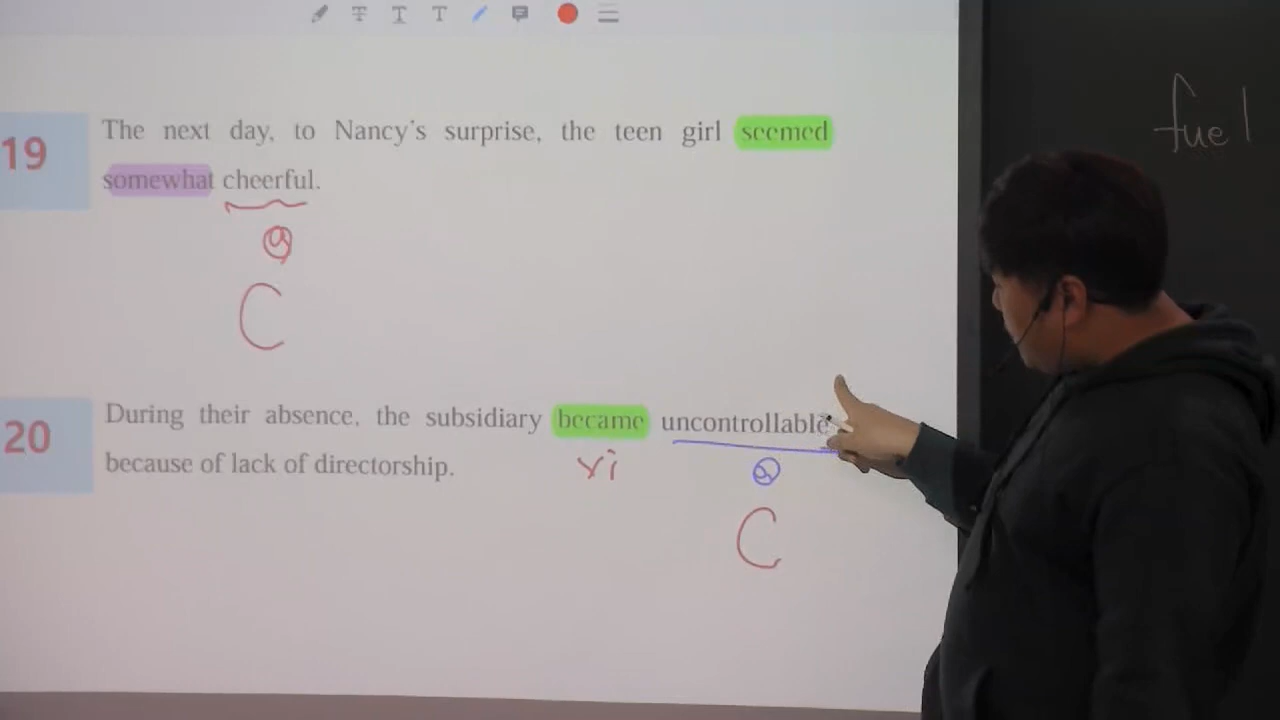 T T T
fuel
19
The next day, to Nancy's surprise, the teen girl seemed
somewhat cheerful.
a
C
20
During their absence, the subsidiary became uncontrollable
because of lack of directorship.
vi a
C